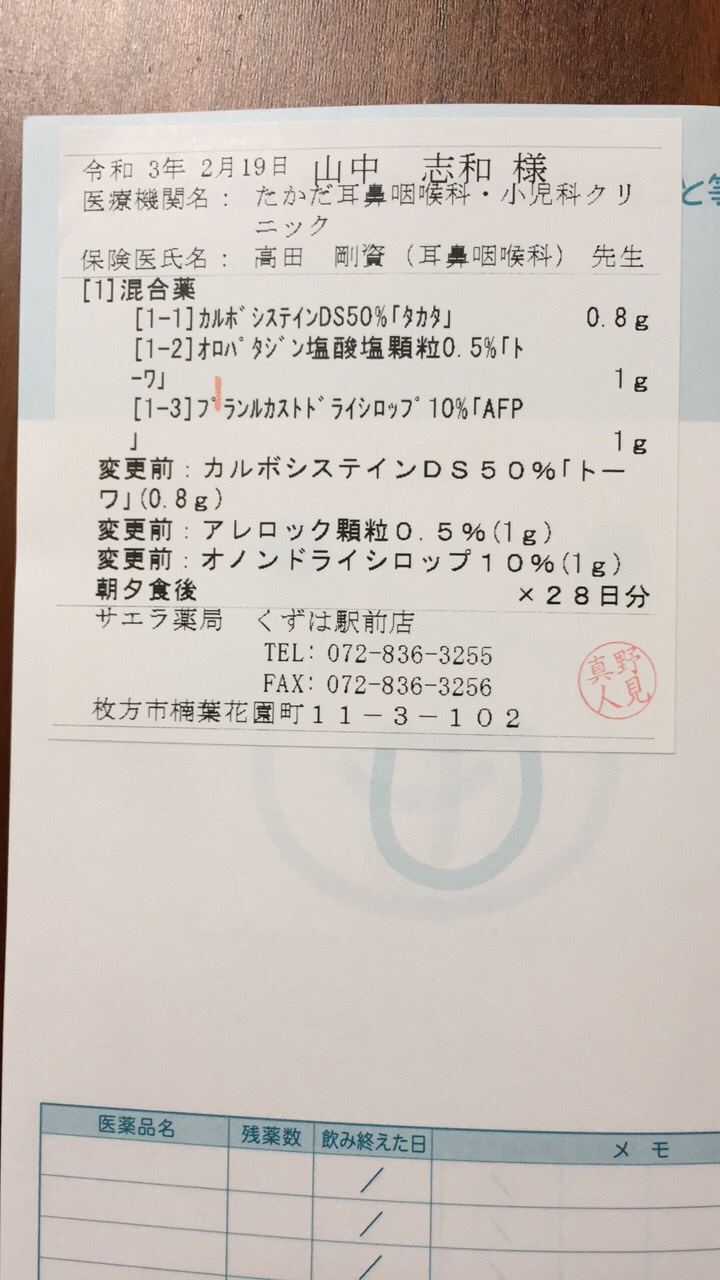 令和 3年 2月19日 山中 志和 様
と等
医療機関名： たかだ耳鼻咽喉科・小児科クリ
ニック
保険医氏名： 高田 剛資（耳鼻咽喉科） 先生
[1]混合薬
[1-1]ｶﾙﾎﾞｼｽﾃｲﾝDS50%｢ﾀｶﾀ｣ 0.8g
[1-2]ｵﾛﾊﾟﾀｼﾞﾝ塩酸塩顆粒0.5%｢ﾄ
ｰﾜ｣ 1g
[1-3]ﾌﾟﾗﾝﾙｶｽﾄﾄﾞﾗｲｼﾛｯﾌﾟ10%｢AFP
｣ 1g
変更前：カルボシステインＤＳ５０％｢トー
ワ｣(0.8g)
変更前：アレロック顆粒０．５％(1g)
変更前：オノンドライシロップ１０％(1g)
朝夕食後 ×２８日分
サエラ薬局 くずは駅前店
TEL: 072-836-3255
FAX: 072-836-3256
枚方市楠葉花園町１１－３－１０２
野見
真人
医薬品名 残薬数 飲み終えた日 メモ
/
/
/